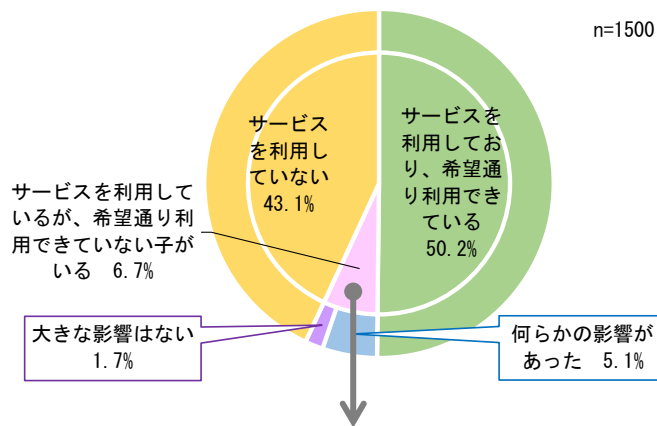 n=1500
サービス
を利用し
ていない
43.1%
サービスを
利用してお
り、希望通
り利用でき
ている
50.2%
サービスを利用して
いるが、希望通り利
用できていない子が
いる 6.7%
大きな影響はない
1.7%
何らかの影響が
あった 5.1%